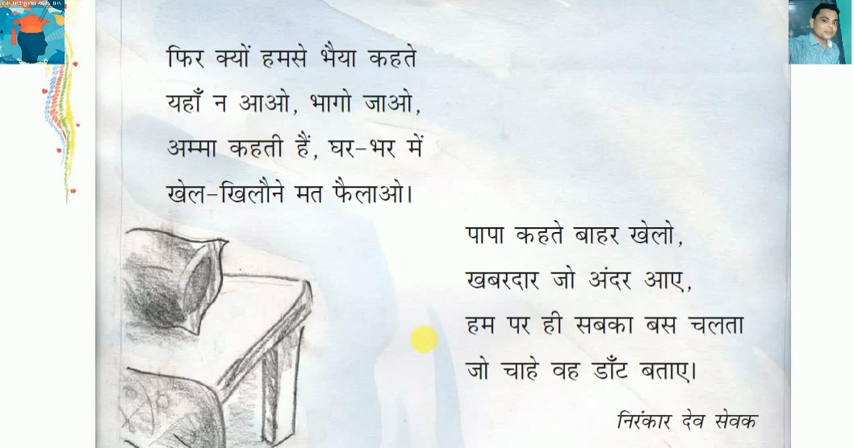 फिर क्यों हमसे भैया कहते
यहाँ न आओ, भागो जाओ,
अम्मा कहती हैं, घर-भर में
खेल-खिलौने मत फैलाओ।
पापा कहते बाहर खेलो,
खबरदार जो अंदर आए,
हम पर ही सबका बस चलता
जो चाहे वह डाँट बताए।
निरंकार देव सेवक